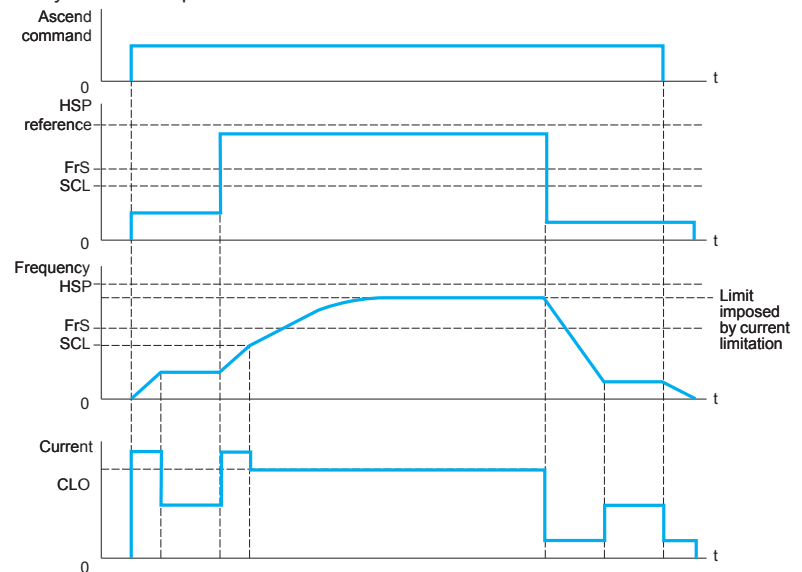 Ascend
command
0
t
HSP
reference
FrS
SCL
0
t
Frequency
HSP
FrS
SCL
0
t
Limit
imposed
by current
limitation
Current
CLO
0
t